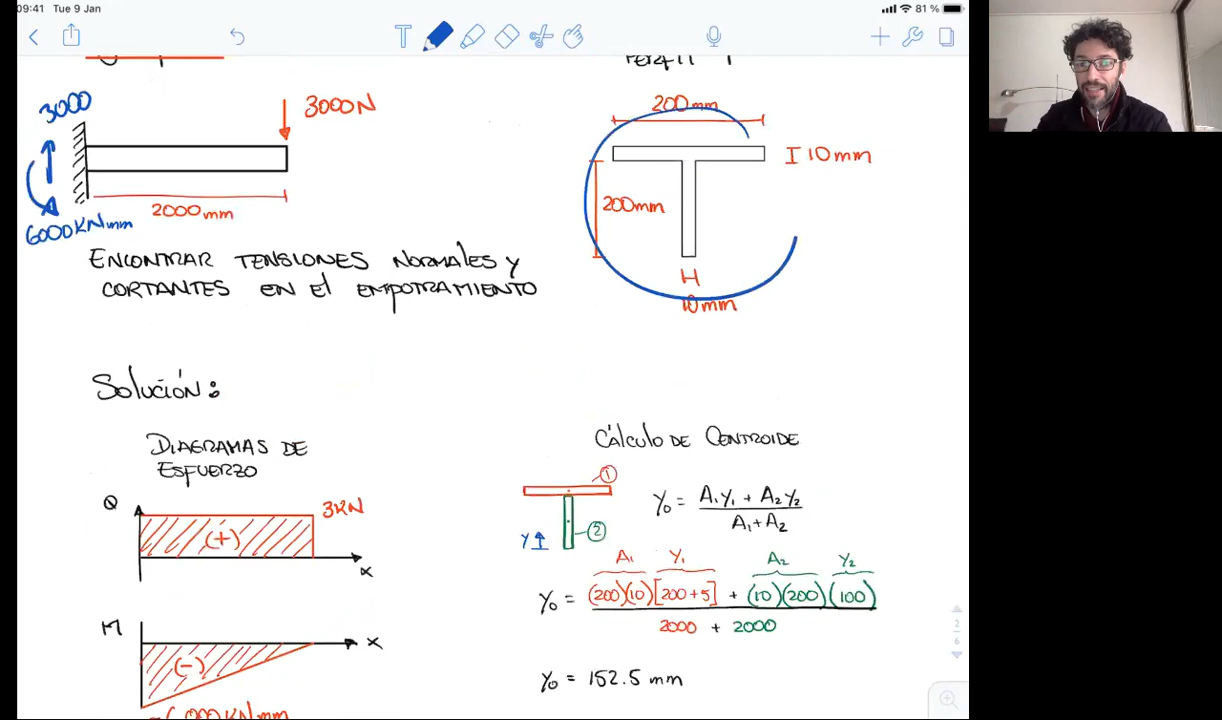 09:41 Tue 9 Jan
81 %
T
PERFIL T
200mm
3000
3000N
10mm
200mm
2000mm
6000KNmm
ENCONTRAR TENSIONES NORMALES Y
CORTANTES EN El EMPOTRAMIENTO
10mm
Solución:
DIAGRAMAS DE
ESFUERZO
CÁlculo DE CENTROIDE
Q
3KN
(+)
X
1
2
Y
Y0 = A1Y1 + A2Y2
A1+A2
A1 Y1 A2 Y2
Y0 = (200)(10)[200+5] + (10)(200)(100)
2000 + 2000
M
X
(-)
Y0 = 152.5 mm
2
6